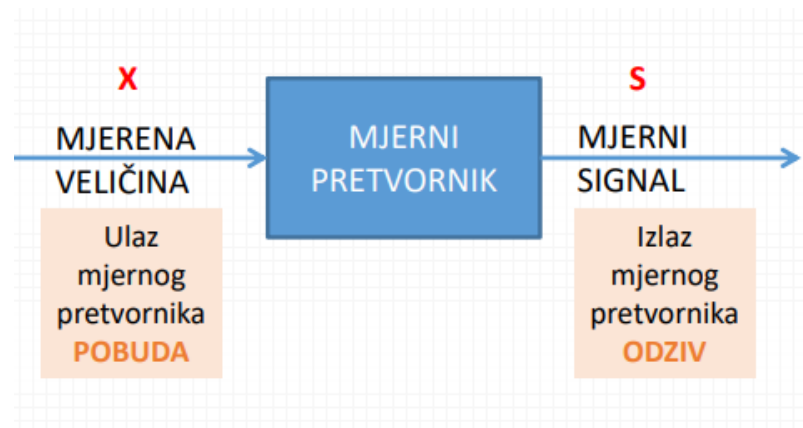 X
MJERENA
VELIČINA
Ulaz
mjernog
pretvornika
POBUDA
MJERNI
PRETVORNIK
S
MJERNI
SIGNAL
Izlaz
mjernog
pretvornika
ODZIV